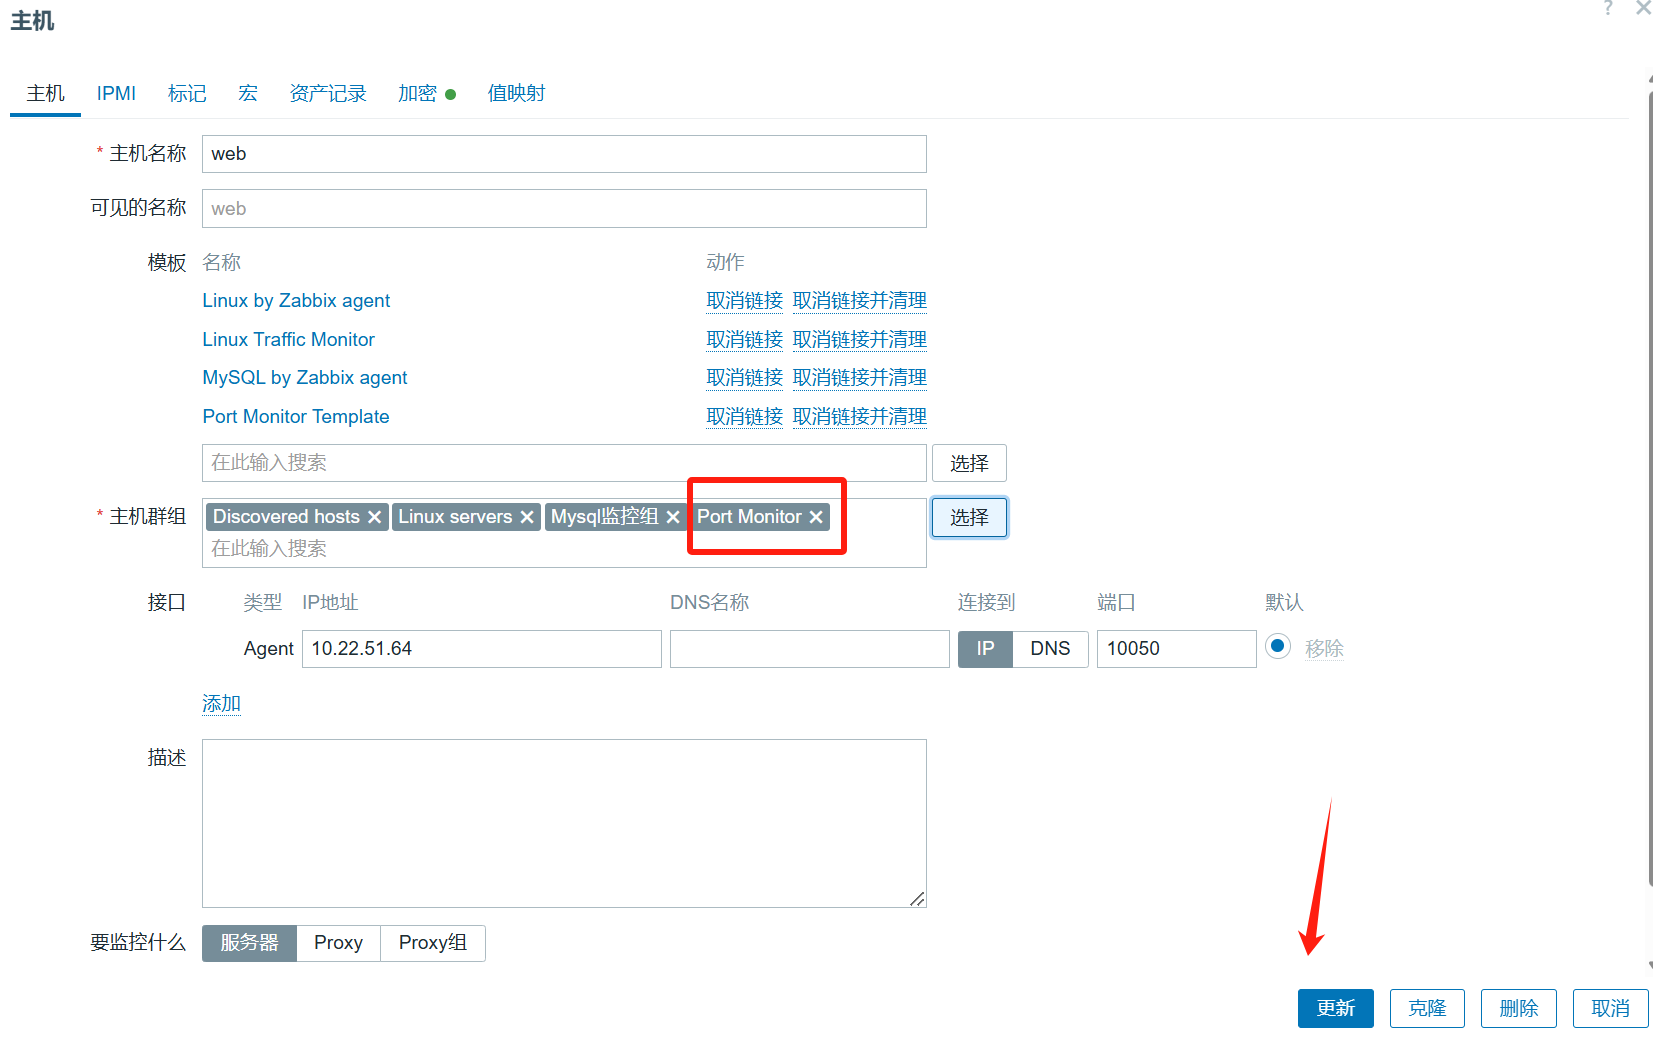 主机
?
主机 IPMI 标记 宏 资产记录 加密 值映射
* 主机名称 web
可见的名称 web
模板 名称 动作
Linux by Zabbix agent 取消链接 取消链接并清理
Linux Traffic Monitor 取消链接 取消链接并清理
MySQL by Zabbix agent 取消链接 取消链接并清理
Port Monitor Template 取消链接 取消链接并清理
在此输入搜索 选择
* 主机群组 Discovered hosts Linux servers Mysql监控组 Port Monitor 选择
在此输入搜索
接口 类型 IP地址 DNS名称 连接到 端口 默认
Agent 10.22.51.64 IP DNS 10050 移除
添加
描述
要监控什么 服务器 Proxy Proxy组
更新 克隆 删除 取消